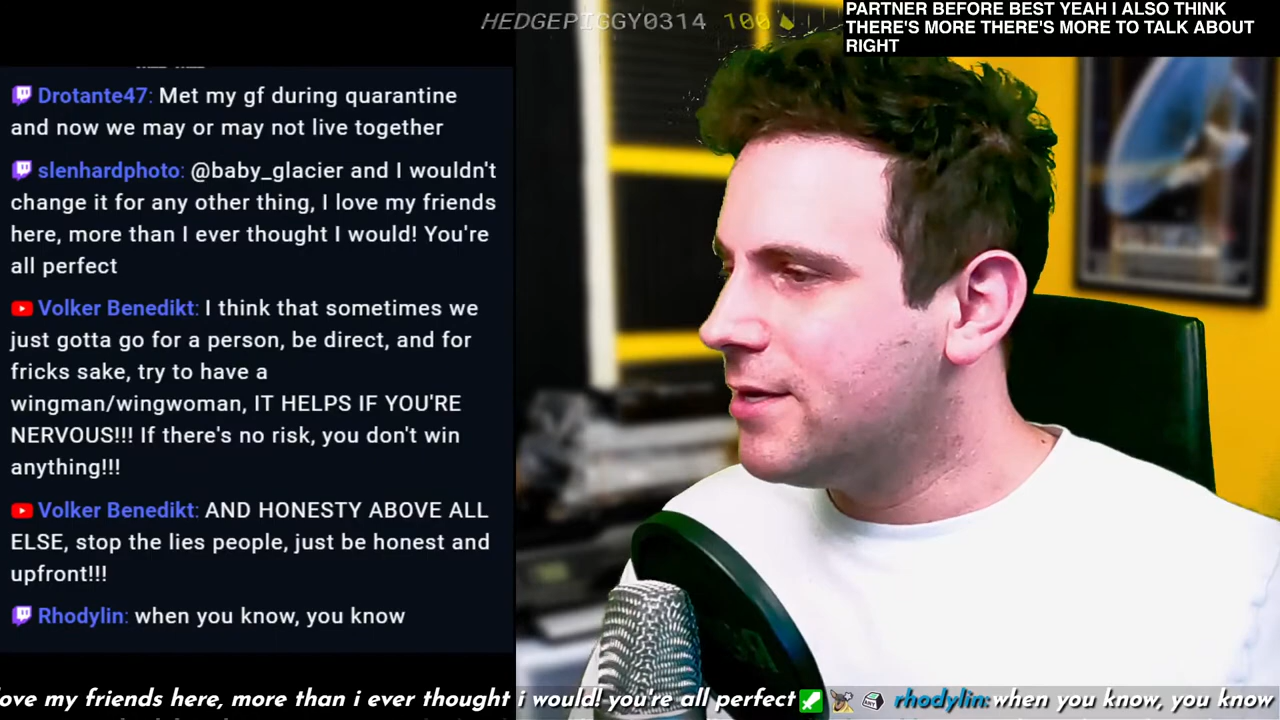 HEDGEPIGGY0314 100
PARTNER BEFORE BEST YEAH I ALSO THINK
THERE'S MORE THERE'S MORE TO TALK ABOUT
RIGHT
Drotante47: Met my gf during quarantine
and now we may or may not live together
slenhardphoto: @baby_glacier and I wouldn't
change it for any other thing, I love my friends
here, more than I ever thought I would! You're
all perfect
Volker Benedikt: I think that sometimes we
just gotta go for a person, be direct, and for
fricks sake, try to have a
wingman/wingwoman, IT HELPS IF YOU'RE
NERVOUS!!! If there's no risk, you don't win
anything!!!
Volker Benedikt: AND HONESTY ABOVE ALL
ELSE, stop the lies people, just be honest and
upfront!!!
Rhodylin: when you know, you know
love my friends here, more than i ever thought i would! you're all perfect rhodylin: when you know, you know